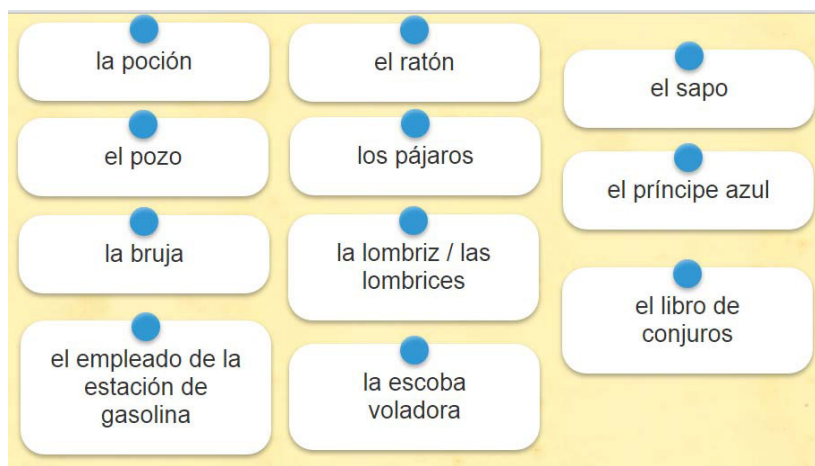 la poción
el pozo
la bruja
el empleado de la
estación de
gasolina
el ratón
los pájaros
la lombriz / las
lombrices
la escoba
voladora
el sapo
el príncipe azul
el libro de
conjuros